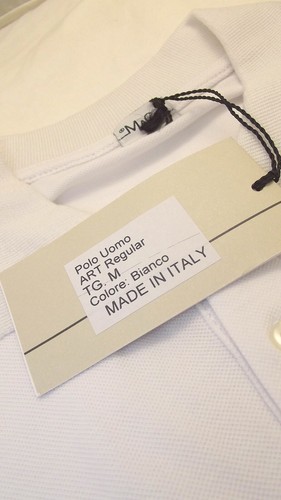 Polo Uomo
ART Regular
TG. M
Colore. Bianco
MADE IN ITALY